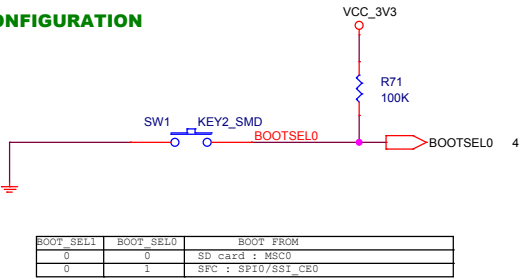 ONFIGURATION
VCC_3V3
R71
100K
SW1 KEY2_SMD
BOOTSEL0
BOOTSEL0 4
BOOT_SEL1 BOOT_SEL0 BOOT FROM
0 0 SD card : MSC0
0 1 SFC : SPI0/SSI_CE0